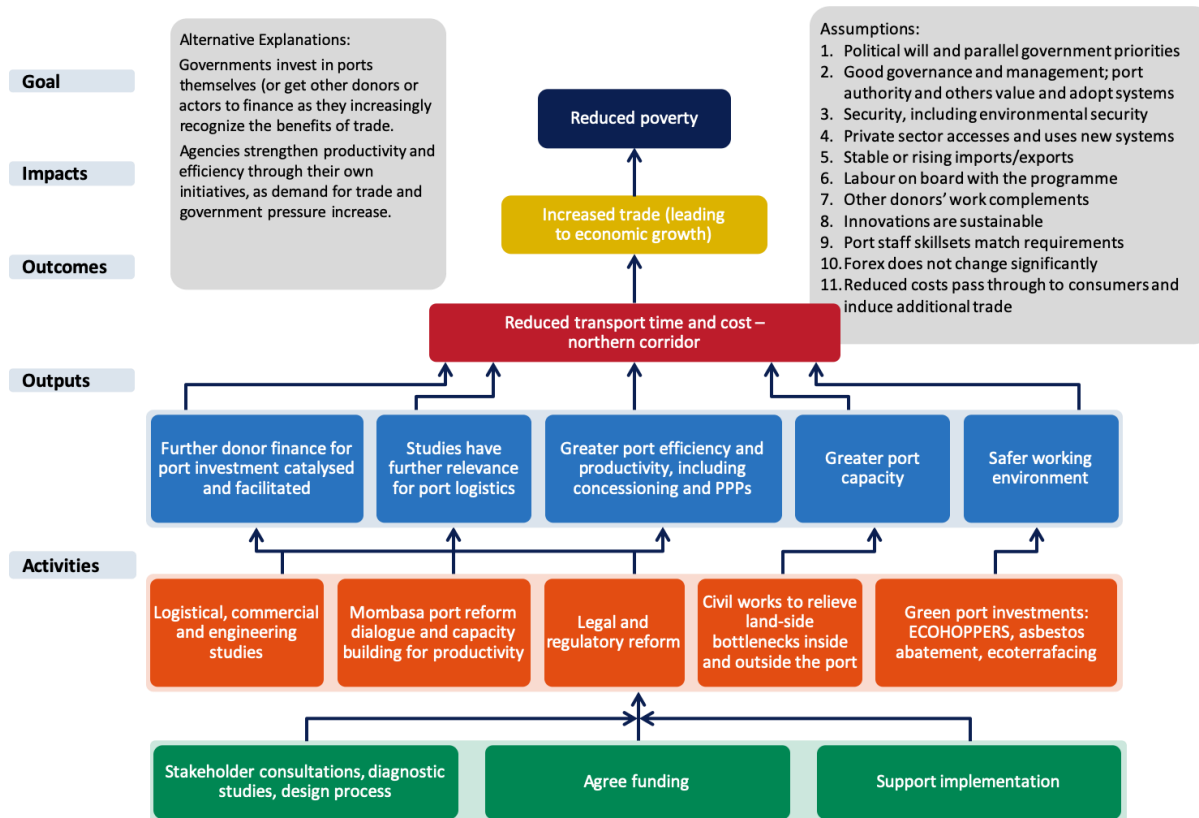 Goal
Impacts
Outcomes
Outputs
Activities
Alternative Explanations:
Governments invest in ports
themselves (or get other donors or
actors to finance as they increasingly
recognize the benefits of trade.
Agencies strengthen productivity and
efficiency through their own
initiatives, as demand for trade and
government pressure increase.
Assumptions:
1. Political will and parallel government priorities
2. Good governance and management; port
authority and others value and adopt systems
3. Security, including environmental security
4. Private sector accesses and uses new systems
5. Stable or rising imports/exports
6. Labour on board with the programme
7. Other donors’ work complements
8. Innovations are sustainable
9. Port staff skillsets match requirements
10. Forex does not change significantly
11. Reduced costs pass through to consumers and
induce additional trade
Reduced poverty
Increased trade (leading
to economic growth)
Reduced transport time and cost –
northern corridor
Further donor finance for
port investment catalysed
and facilitated
Studies have
further relevance
for port logistics
Greater port efficiency and
productivity, including
concessioning and PPPs
Greater port
capacity
Safer working
environment
Logistical, commercial
and engineering
studies
Mombasa port reform
dialogue and capacity
building for productivity
Legal and
regulatory reform
Civil works to relieve
land-side
bottlenecks inside
and outside the port
Green port investments:
ECOHOPPERS, asbestos
abatement, ecoterrafacing
Stakeholder consultations, diagnostic
studies, design process
Agree funding
Support implementation